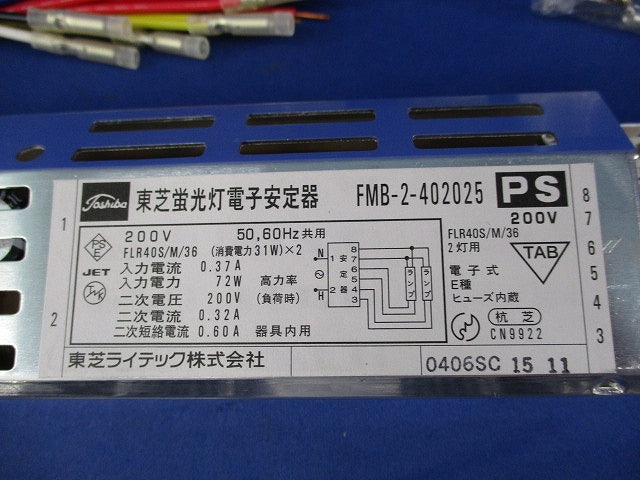 Toshiba 東芝蛍光灯電子安定器 FMB-2-402025 PS
200V
200V 50,60Hz共用
FLR40S/M/36 (消費電力31W)×2
入力電流 0.37A
入力電力 72W 高力率
二次電圧 200V (負荷時)
二次電流 0.32A
二次短絡電流 0.60A 器具内用
PS
E
JET
N
H
1
2
安
定
器
8
7
6
5
4
3
ランプ
ランプ
FLR40S/M/36
2灯用
TAB
電子式
E種
ヒューズ内蔵
杭芝
CN9922
東芝ライテック株式会社
0406SC 15 11
1
2
8
7
6
5
4
3